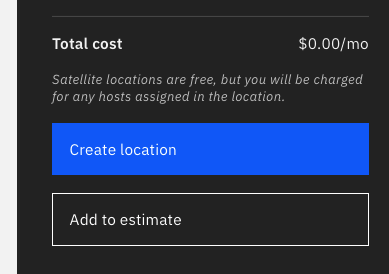 Total cost $0.00/mo
Satellite locations are free, but you will be charged
for any hosts assigned in the location.
Create location
Add to estimate